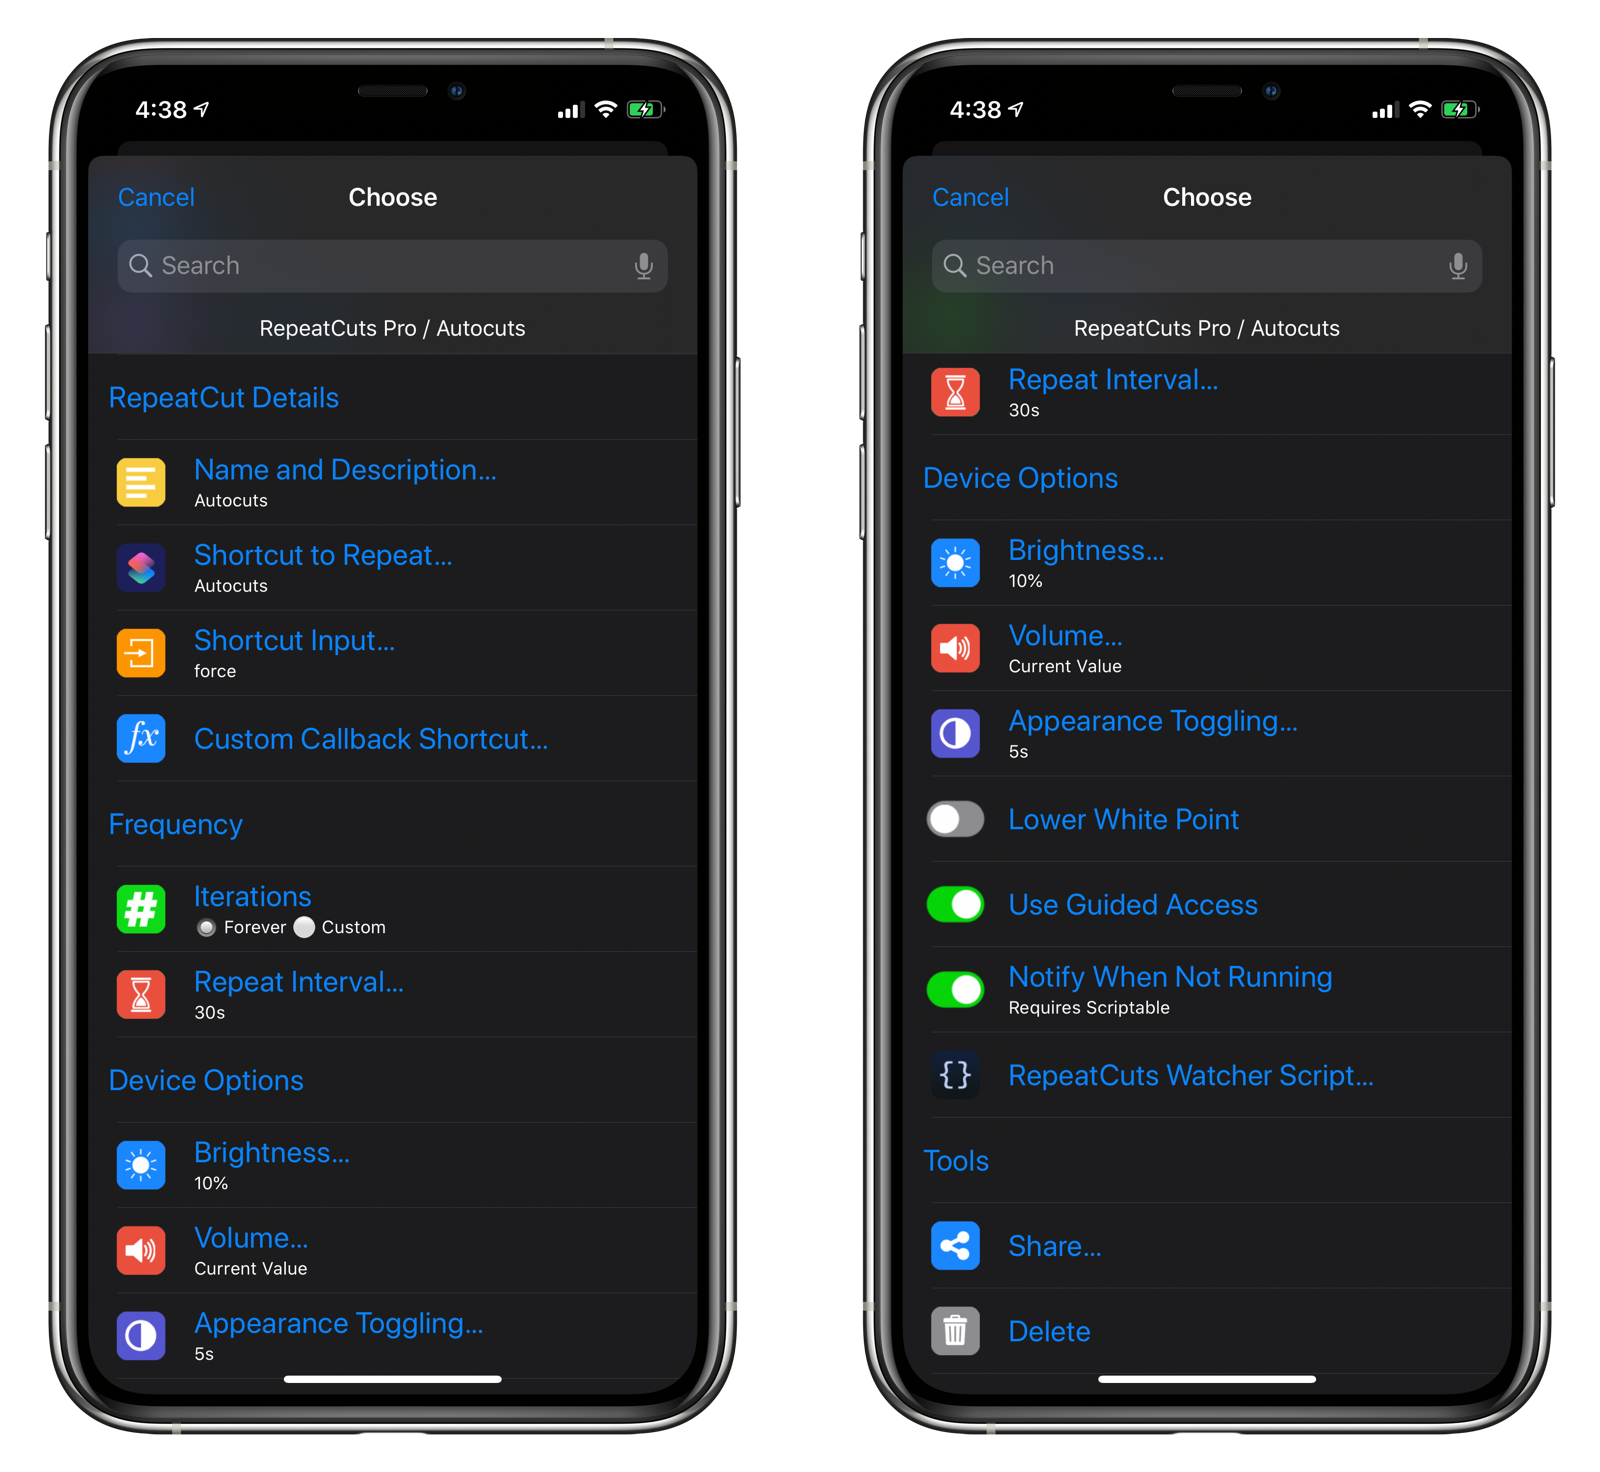 4:38
Cancel
Choose
Search
RepeatCuts Pro / Autocuts
RepeatCut Details
Name and Description...
Autocuts
Shortcut to Repeat...
Autocuts
Shortcut Input...
force
fx
Custom Callback Shortcut...
Frequency
#
Iterations
Forever Custom
Repeat Interval...
30s
Device Options
Brightness...
10%
Volume...
Current Value
Appearance Toggling...
5s
4:38
Cancel
Choose
Search
RepeatCuts Pro / Autocuts
Repeat Interval...
30s
Device Options
Brightness...
10%
Volume...
Current Value
Appearance Toggling...
5s
Lower White Point
Use Guided Access
Notify When Not Running
Requires Scriptable
{}
RepeatCuts Watcher Script...
Tools
Share...
Delete